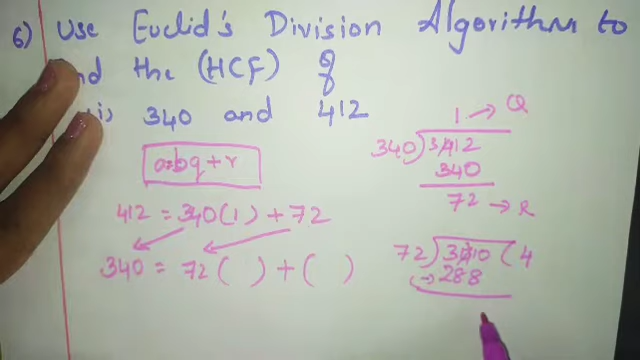 6) Use Euclid's Division Algorithm to
the (HCF) of
340 and 412
a=bq+r
412 = 340(1) + 72
340 = 72 ( ) + ( )
1 → Q
340)412
340
72 → R
72)340(4
→ 288